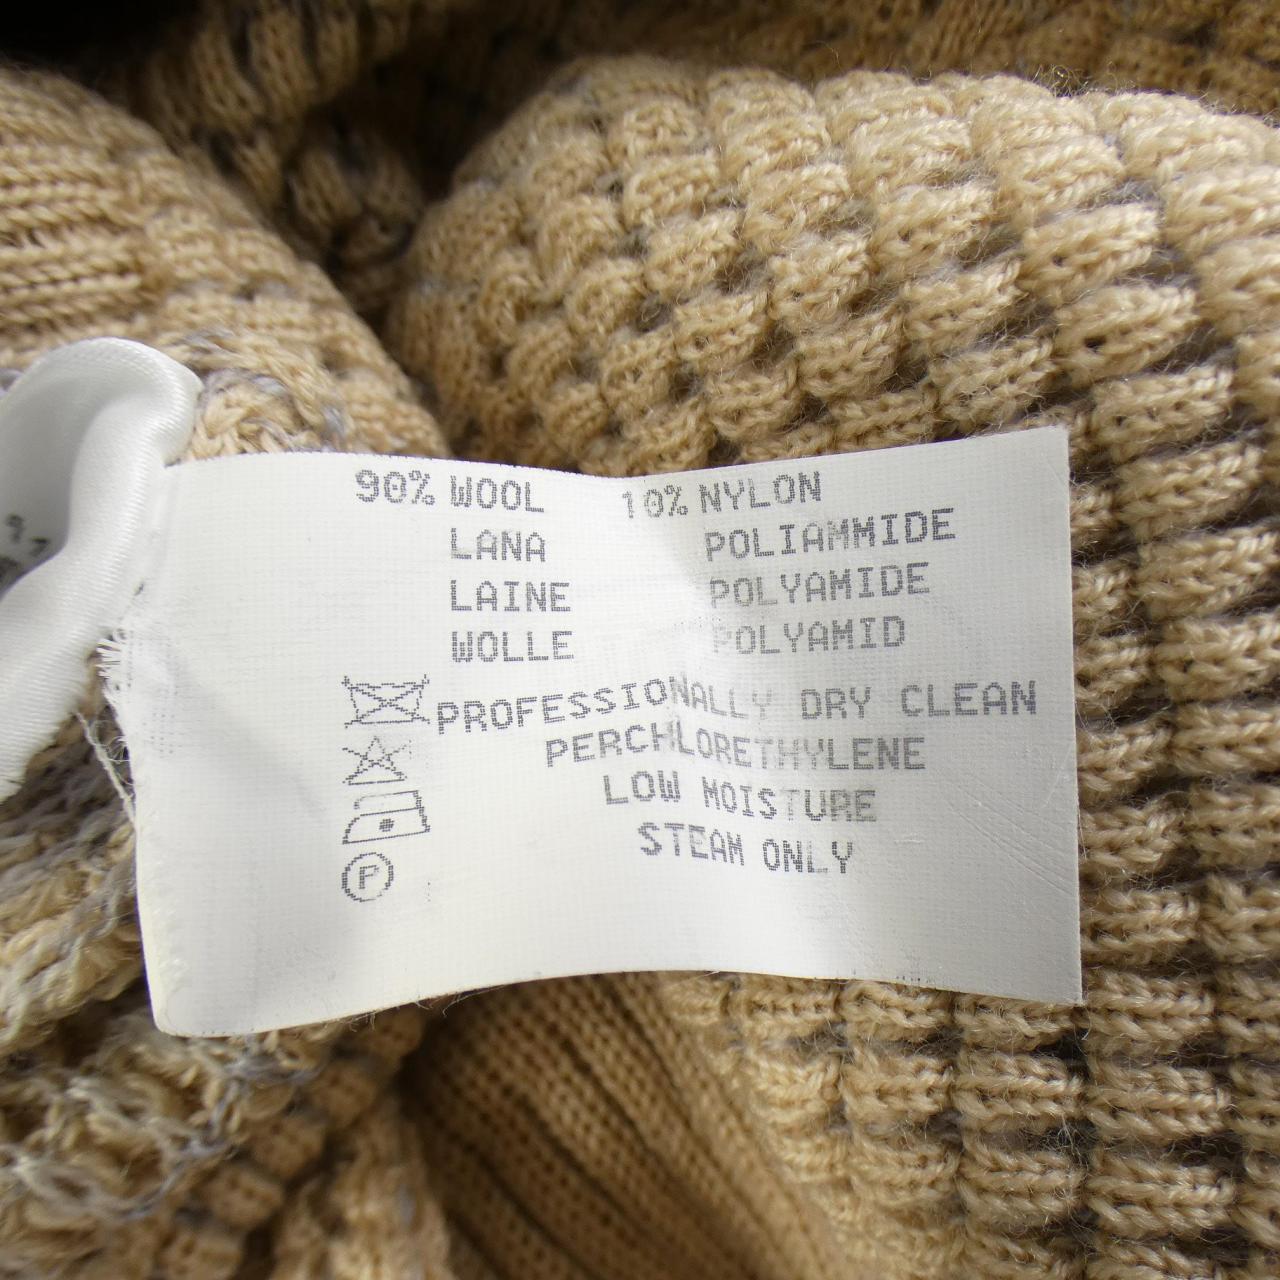 90% WOOL 10% NYLON
LANA POLIAMMIDE
LAINE POLYAMIDE
WOLLE POLYAMID
PROFESSIONALLY DRY CLEAN
PERCHLORETHYLENE
LOW MOISTURE
STEAM ONLY
P